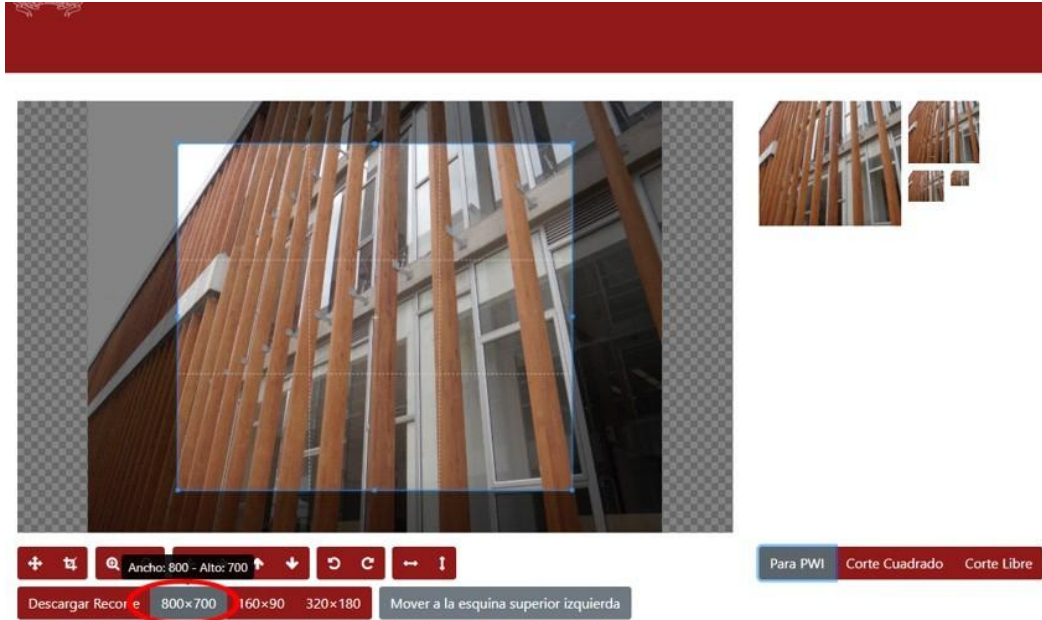 Ancho: 800 - Alto: 700
Para PWI Corte Cuadrado Corte Libre
Descargar Recorte 800×700 160×90 320×180 Mover a la esquina superior izquierda